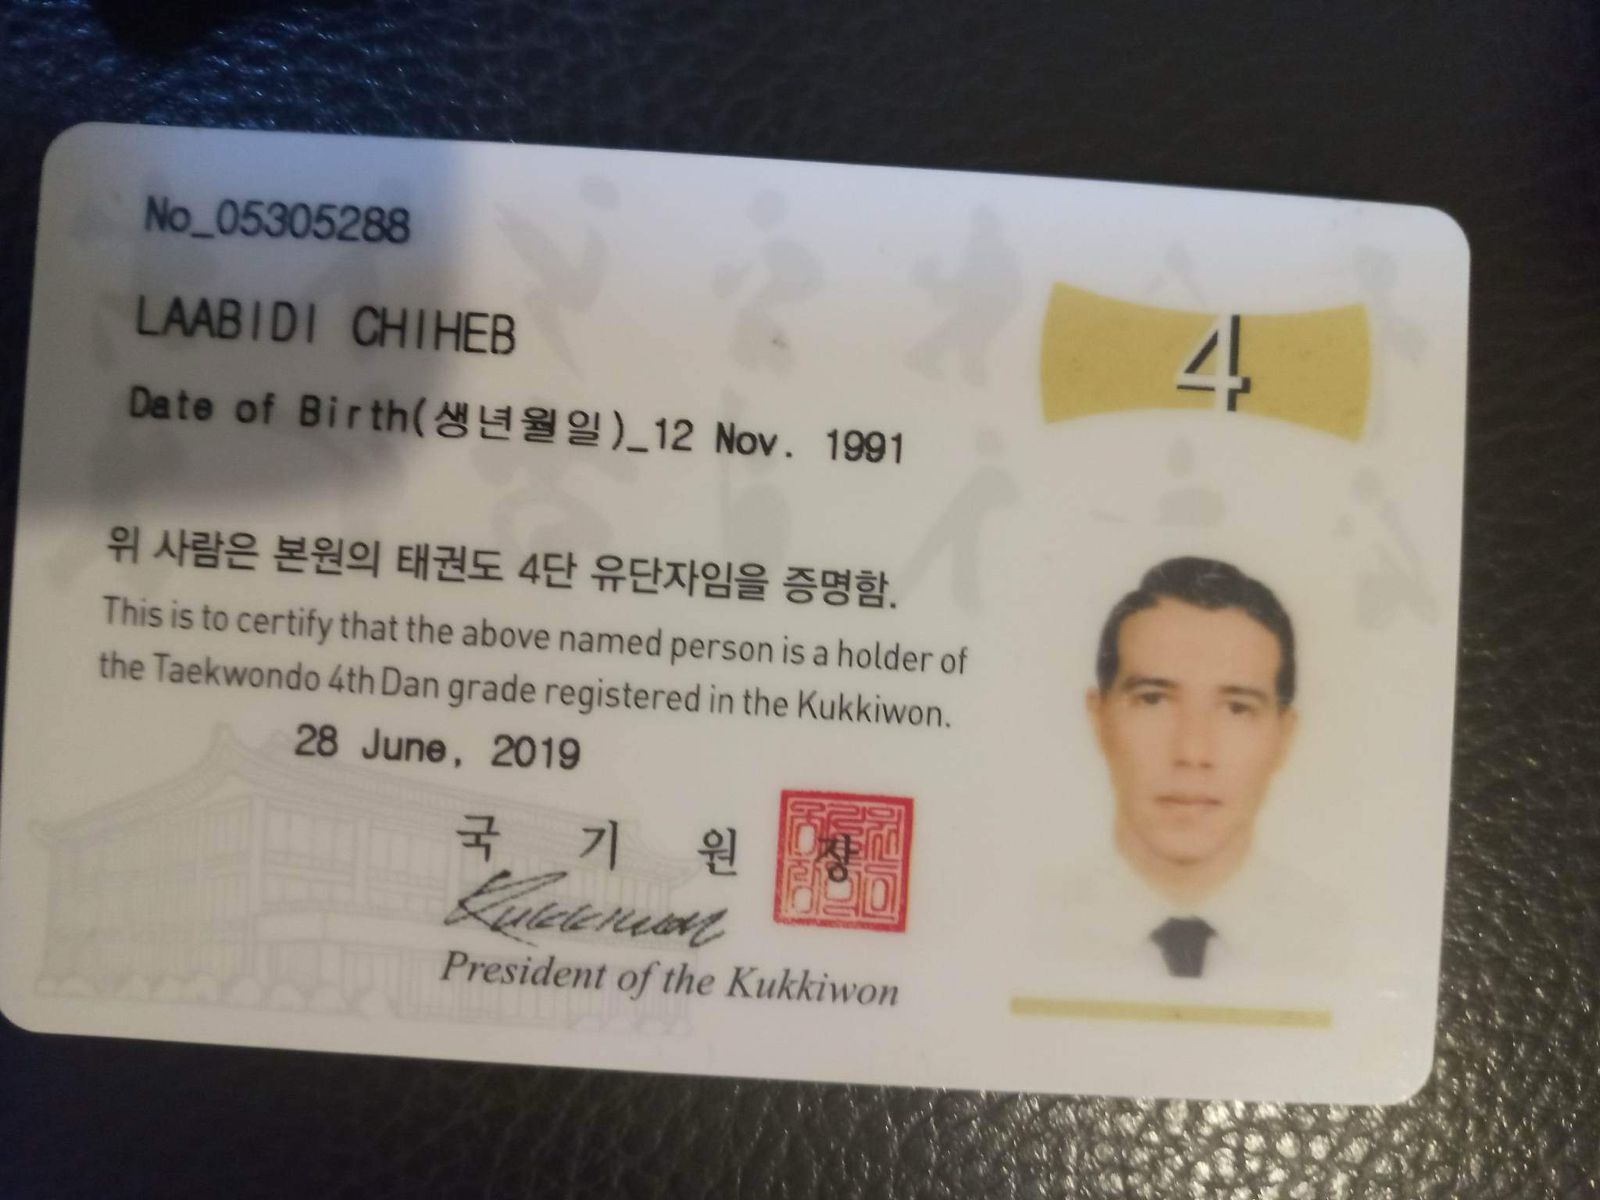 No_05305288
4
LAABIDI CHIHEB
Date of Birth(생년월일)_12 Nov. 1991
위 사람은 본원의 태권도 4단 유단자임을 증명함.
This is to certify that the above named person is a holder of
the Taekwondo 4th Dan grade registered in the Kukkiwon.
28 June, 2019
국 기 원 장
Kukkiwon
President of the Kukkiwon